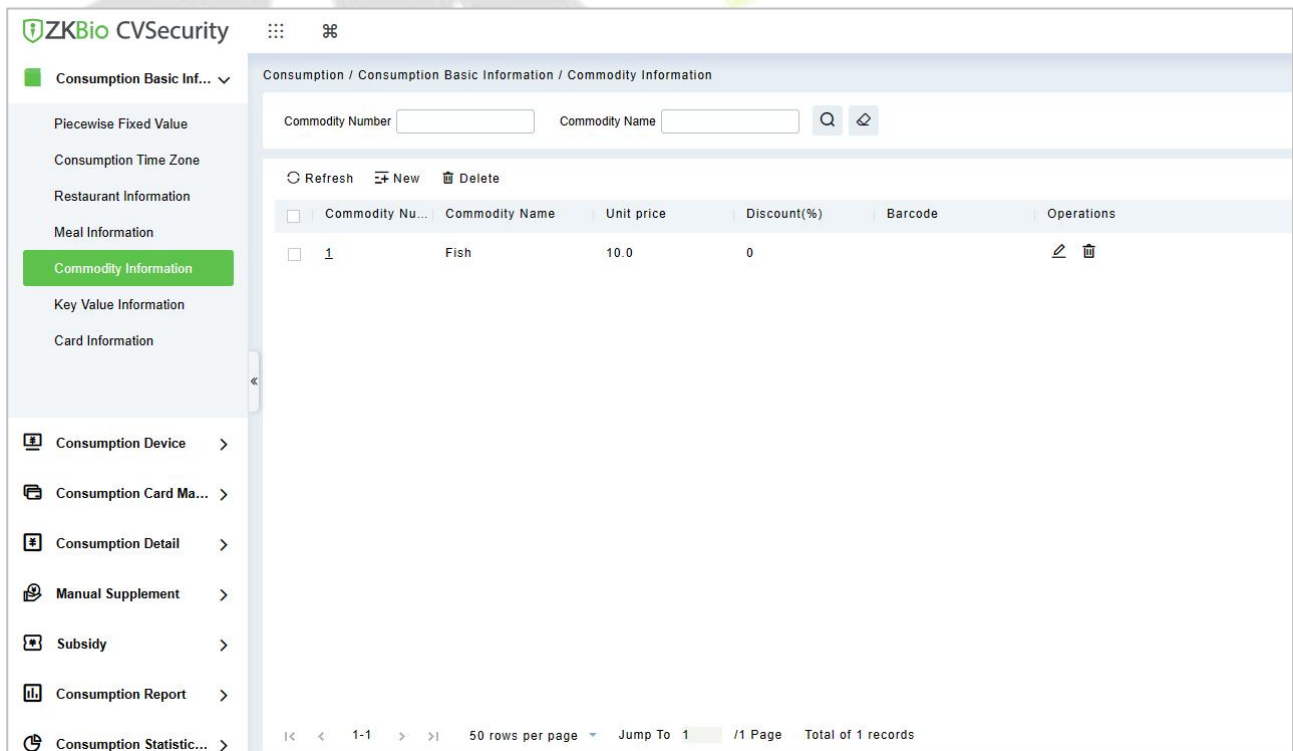 ZKBio CVSecurity
Consumption Basic Inf...
Piecewise Fixed Value
Consumption Time Zone
Restaurant Information
Meal Information
Commodity Information
Key Value Information
Card Information
Consumption Device
Consumption Card Ma...
Consumption Detail
Manual Supplement
Subsidy
Consumption Report
Consumption Statistic...
Consumption / Consumption Basic Information / Commodity Information
Commodity Number Commodity Name
Refresh New Delete
Commodity Nu... Commodity Name Unit price Discount(%) Barcode Operations
1 Fish 10.0 0
1-1 50 rows per page Jump To 1 /1 Page Total of 1 records